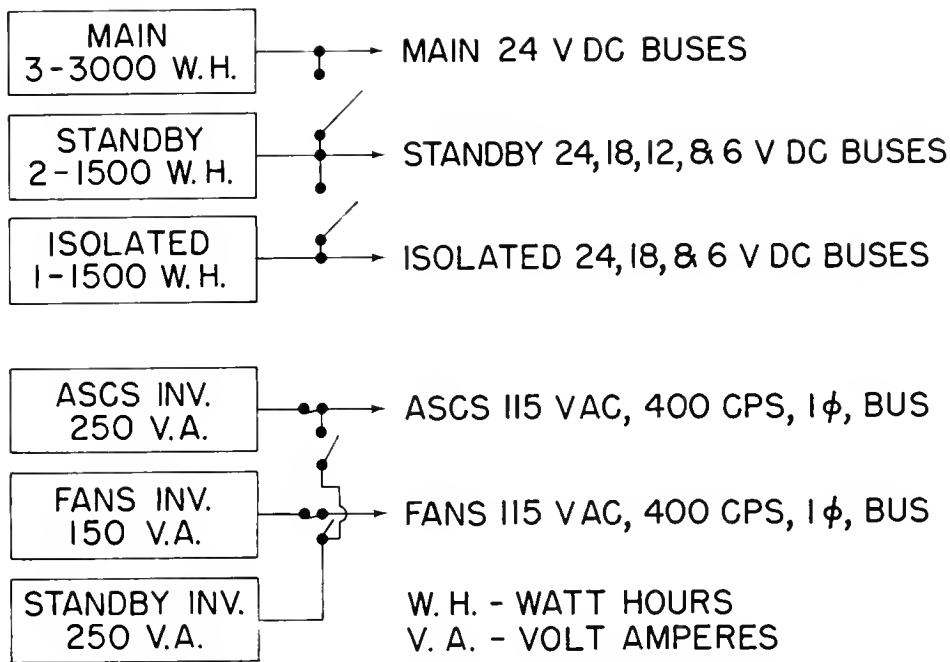 MAIN
3-3000 W.H.
MAIN 24 V DC BUSES
STANDBY
2-1500 W.H.
STANDBY 24, 18, 12, & 6 V DC BUSES
ISOLATED
1-1500 W.H.
ISOLATED 24, 18, & 6 V DC BUSES
ASCS INV.
250 V.A.
ASCS 115 VAC, 400 CPS, 1ϕ, BUS
FANS INV.
150 V.A.
FANS 115 VAC, 400 CPS, 1ϕ, BUS
STANDBY INV.
250 V.A.
W.H. - WATT HOURS
V.A. - VOLT AMPERES